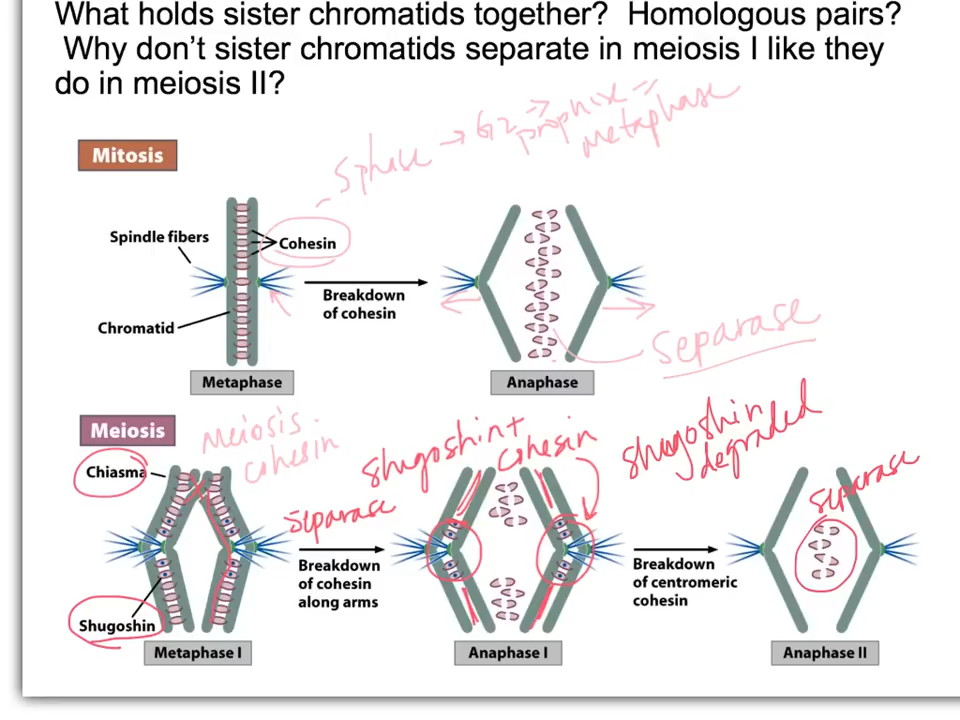 What holds sister chromatids together?  Homologous pairs?
Why don't sister chromatids separate in meiosis I like they
do in meiosis II?
S phase → G2 → prophix =
metaphase
Mitosis
Spindle fibers
Cohesin
Chromatid
Breakdown
of cohesin
Separase
Metaphase
Anaphase
Meiosis
meiosis
cohesin
Shugoshin +
cohesin
Shugoshin
degraded
Chiasma
separase
separase
Breakdown
of cohesin
along arms
Breakdown
of centromeric
cohesin
Shugoshin
Metaphase I
Anaphase I
Anaphase II